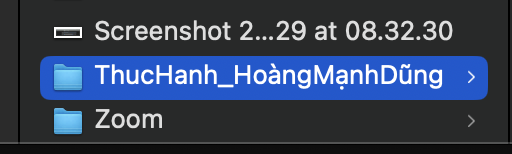 Screenshot 2...29 at 08.32.30
ThucHanh_HoàngMạnhDũng
Zoom